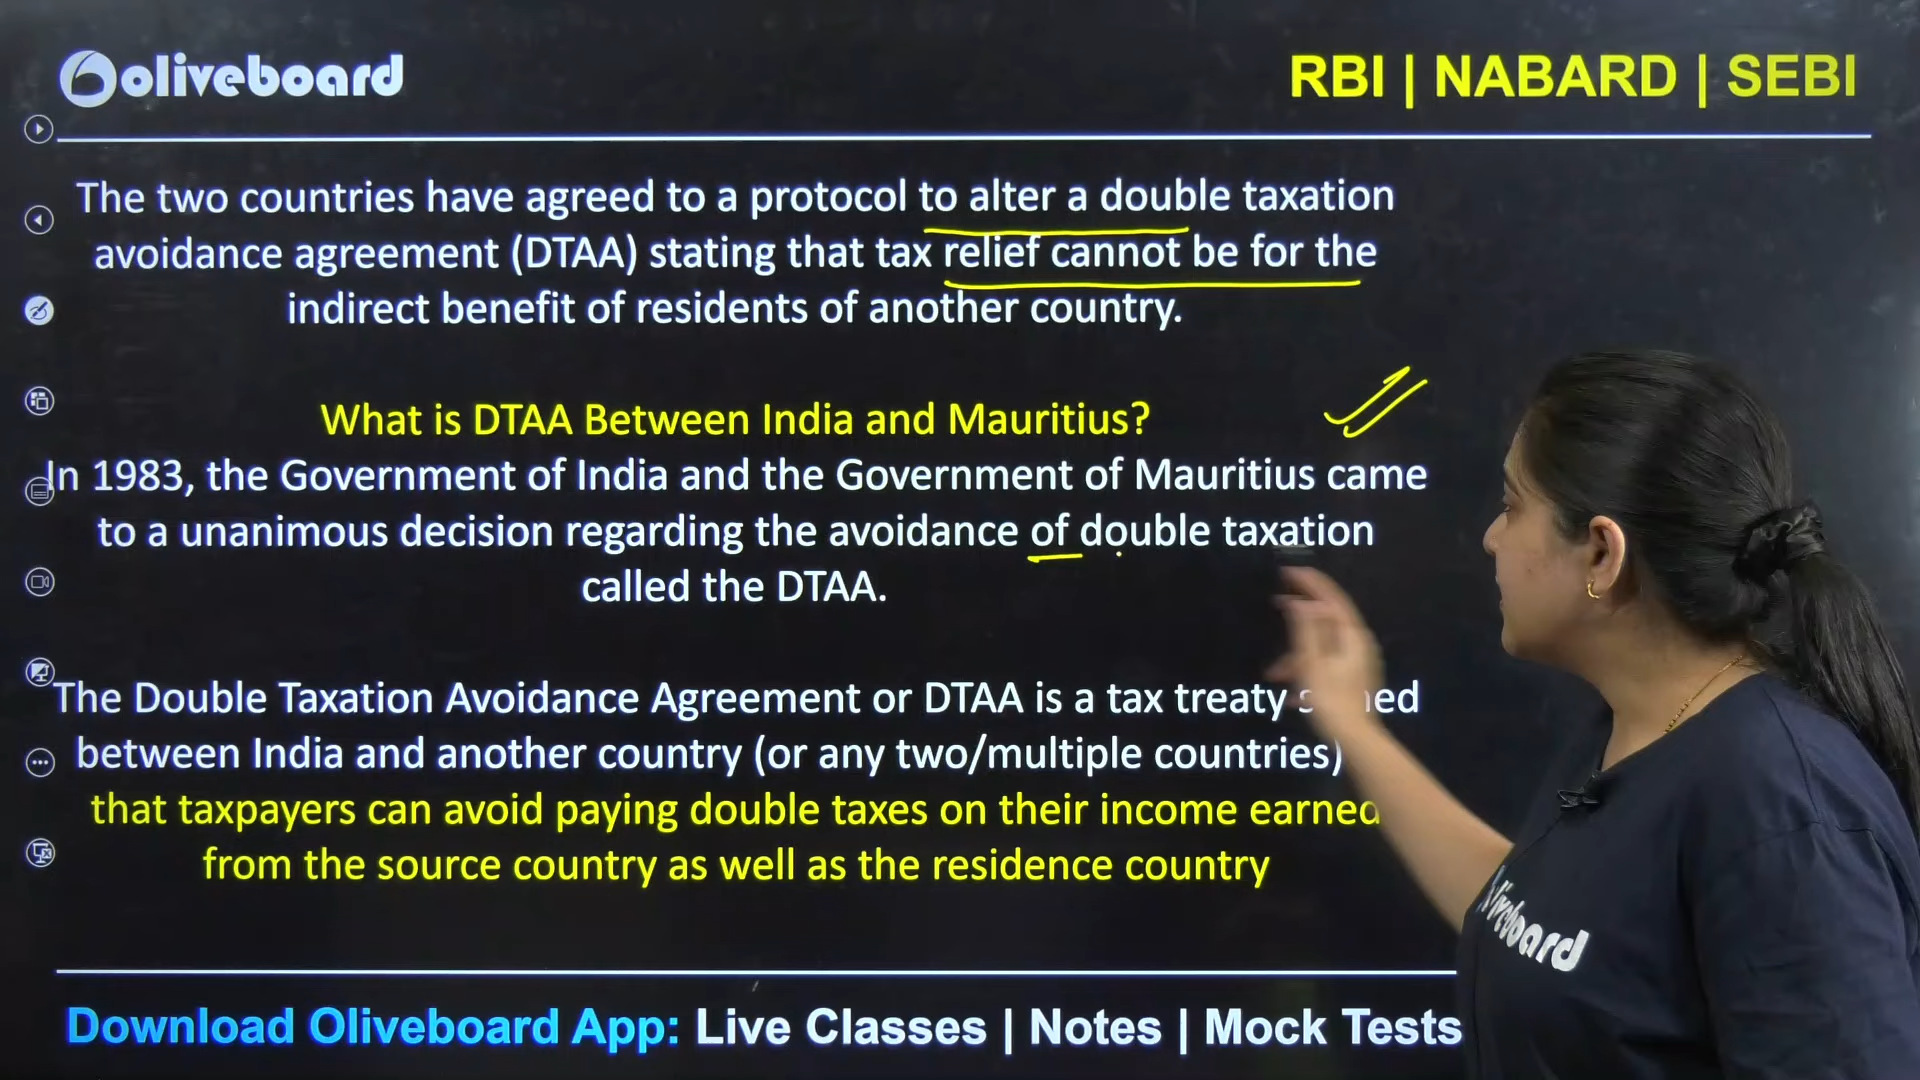 oliveboard
RBI | NABARD | SEBI
The two countries have agreed to a protocol to alter a double taxation
avoidance agreement (DTAA) stating that tax relief cannot be for the
indirect benefit of residents of another country.
What is DTAA Between India and Mauritius?
In 1983, the Government of India and the Government of Mauritius came
to a unanimous decision regarding the avoidance of double taxation
called the DTAA.
The Double Taxation Avoidance Agreement or DTAA is a tax treaty
between India and another country (or any two/multiple countries)
that taxpayers can avoid paying double taxes on their income earned
from the source country as well as the residence country
oliveboard
Download Oliveboard App: Live Classes | Notes | Mock Tests